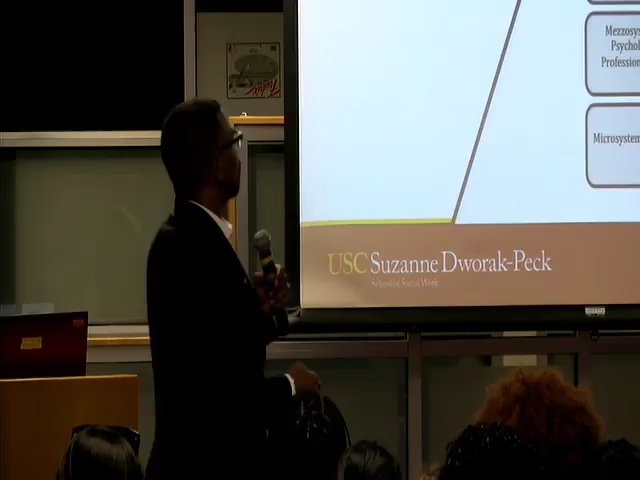 Mezzosys
Psychol
Profession
Microsystem
USC Suzanne Dworak-Peck
School of Social Work